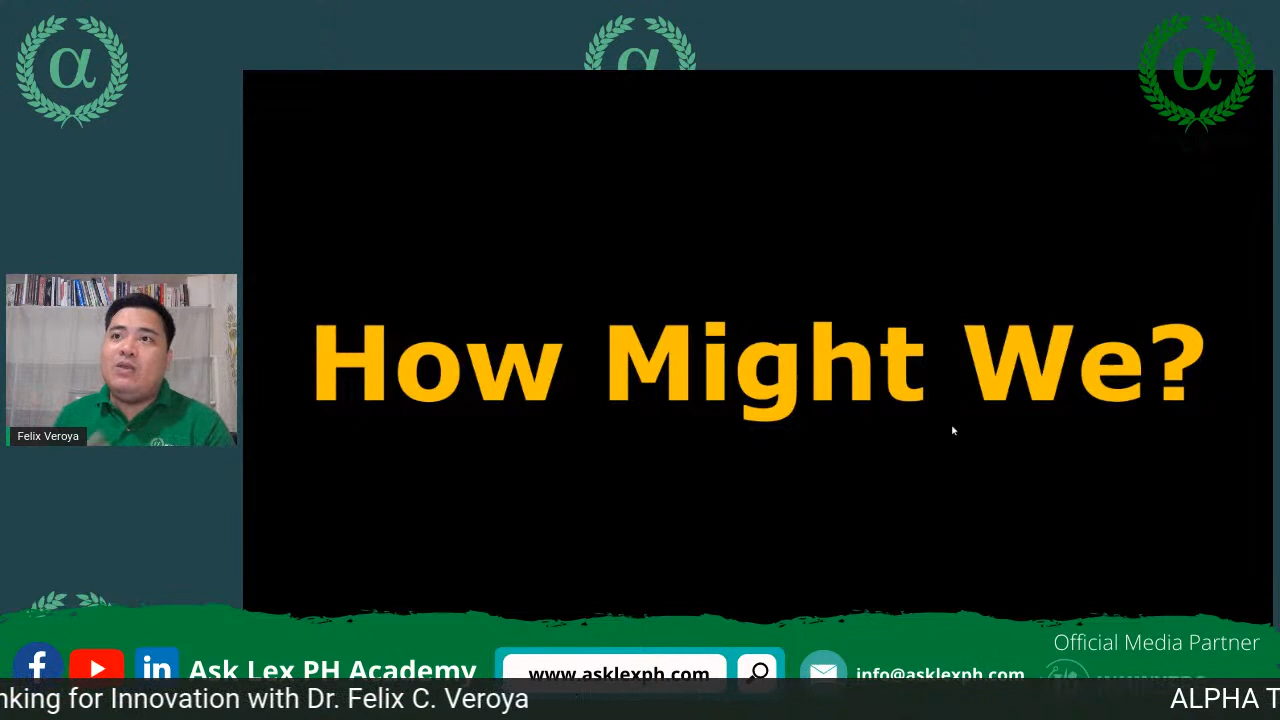 α
α
α
How Might We?
Felix Veroya
Official Media Partner
f
in
Ask Lex PH Academy
www.asklexph.com
info@asklexph.com
nking for Innovation with Dr. Felix C. Veroya
ALPHA T